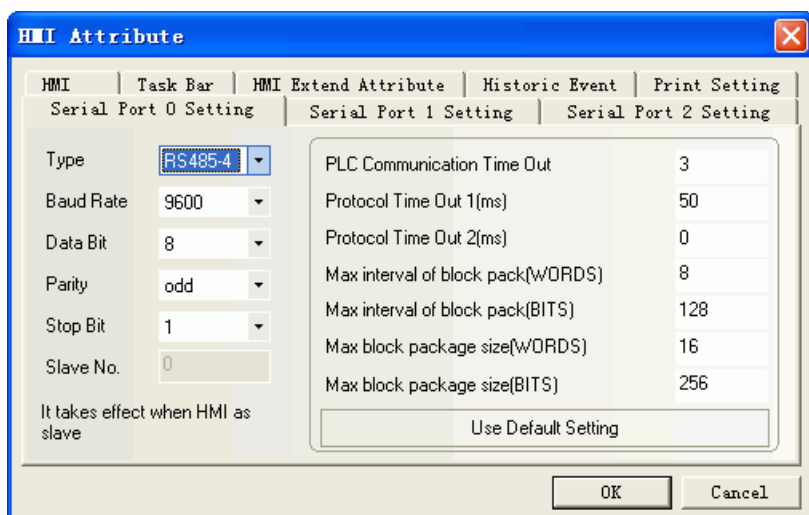 HMI Attribute
HMI
Task Bar
HMI Extend Attribute
Historic Event
Print Setting
Serial Port 0 Setting
Serial Port 1 Setting
Serial Port 2 Setting
Type RS485-4
Baud Rate 9600
Data Bit 8
Parity odd
Stop Bit 1
Slave No. 0
It takes effect when HMI as
slave
PLC Communication Time Out 3
Protocol Time Out 1(ms) 50
Protocol Time Out 2(ms) 0
Max interval of block pack(WORDS) 8
Max interval of block pack(BITS) 128
Max block package size(WORDS) 16
Max block package size(BITS) 256
Use Default Setting
OK
Cancel